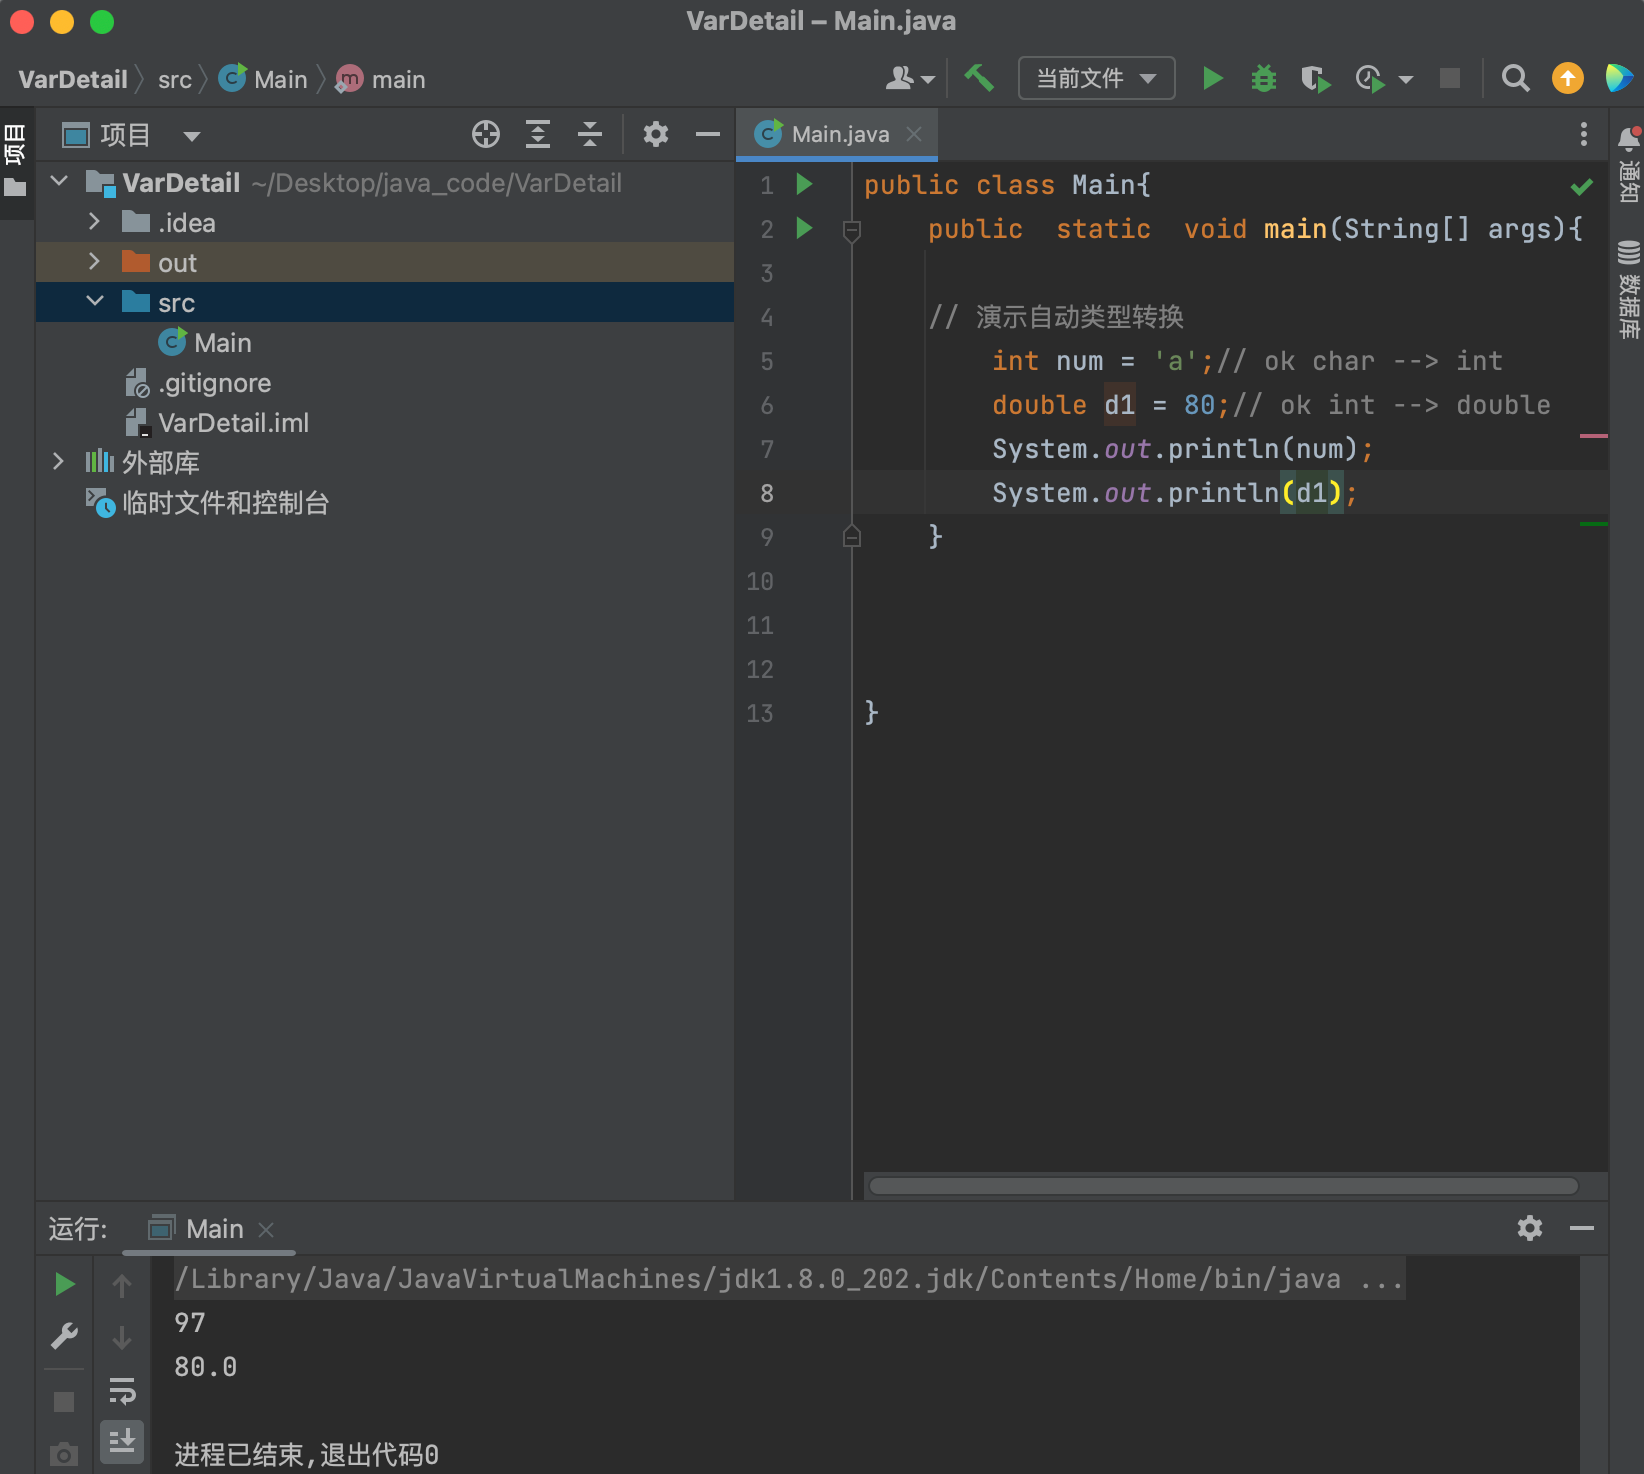 VarDetail – Main.java
VarDetail src Main main
当前文件
项目
项目
Main.java
通知
数据库
VarDetail ~/Desktop/java_code/VarDetail
.idea
out
src
Main
.gitignore
VarDetail.iml
外部库
临时文件和控制台
1 public class Main{
2 public  static  void main(String[] args){
3
4 // 演示自动类型转换
5 int num = 'a';// ok char --> int
6 double d1 = 80;// ok int --> double
7 System.out.println(num);
8 System.out.println(d1);
9 }
10
11
12
13 }
运行: Main
/Library/Java/JavaVirtualMachines/jdk1.8.0_202.jdk/Contents/Home/bin/java ...
97
80.0
进程已结束,退出代码0